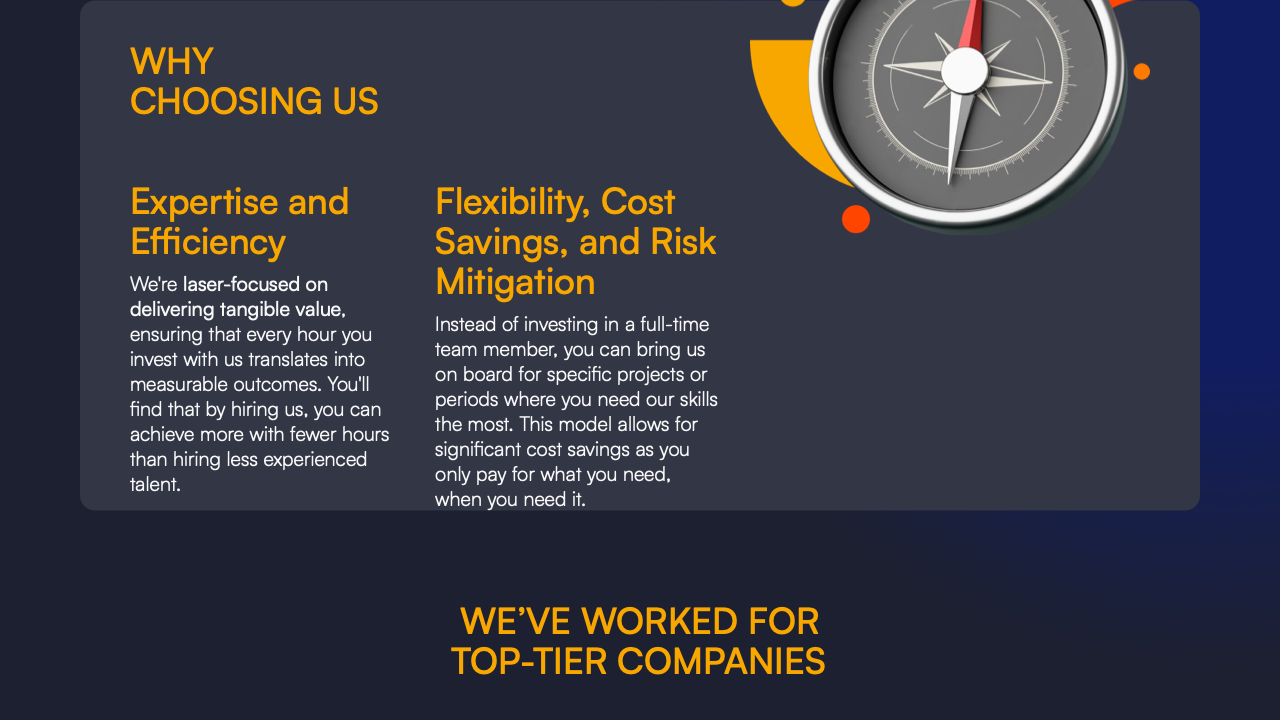 WHY
CHOOSING US
Expertise and
Efficiency
We're laser-focused on
delivering tangible value,
ensuring that every hour you
invest with us translates into
measurable outcomes. You'll
find that by hiring us, you can
achieve more with fewer hours
than hiring less experienced
talent.
Flexibility, Cost
Savings, and Risk
Mitigation
Instead of investing in a full-time
team member, you can bring us
on board for specific projects or
periods where you need our skills
the most. This model allows for
significant cost savings as you
only pay for what you need,
when you need it.
WE’VE WORKED FOR
TOP-TIER COMPANIES